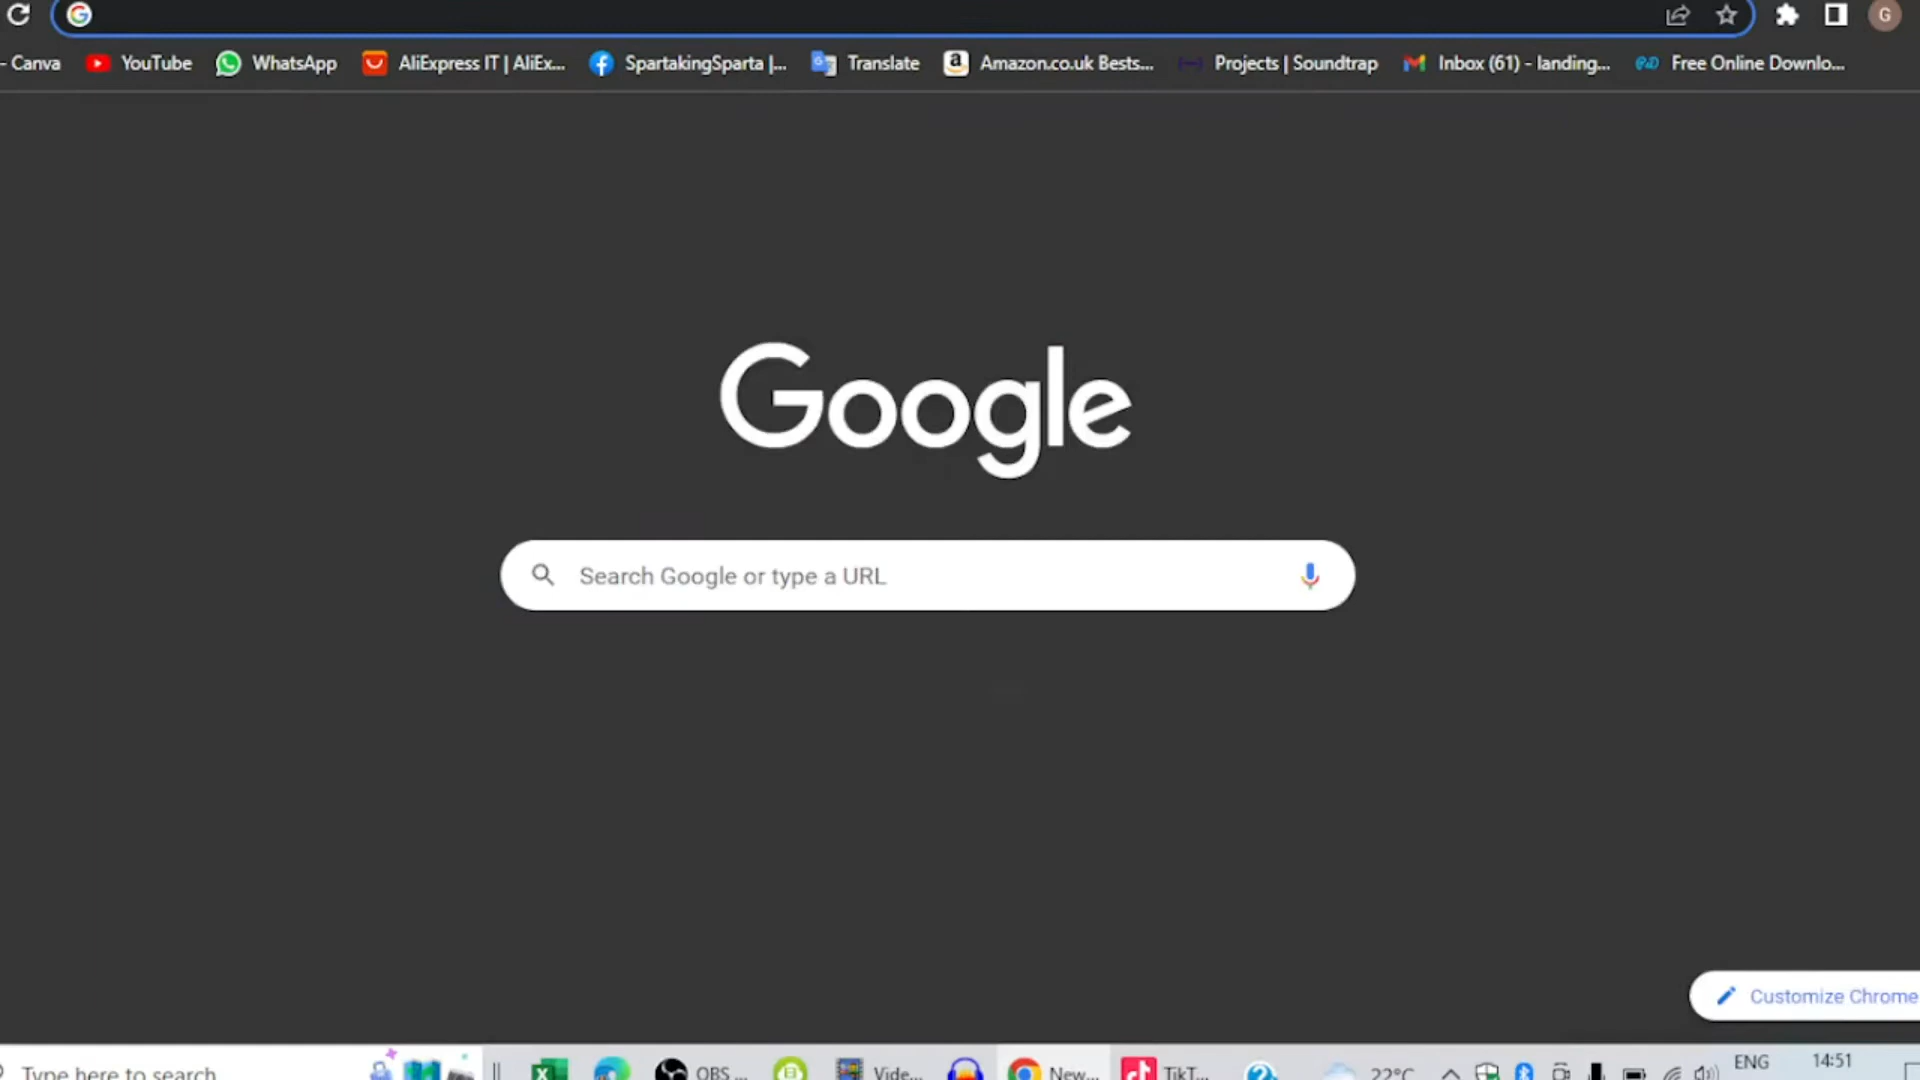 G
- Canva YouTube WhatsApp AliExpress IT | AliEx... SpartakingSparta |... Translate Amazon.co.uk Bests... Projects | Soundtrap Inbox (61) - landing... Free Online Downlo...
Google
Search Google or type a URL
Customize Chrome
Type here to search OBS ... Vide... New... TikT... 22°C ENG 14:51